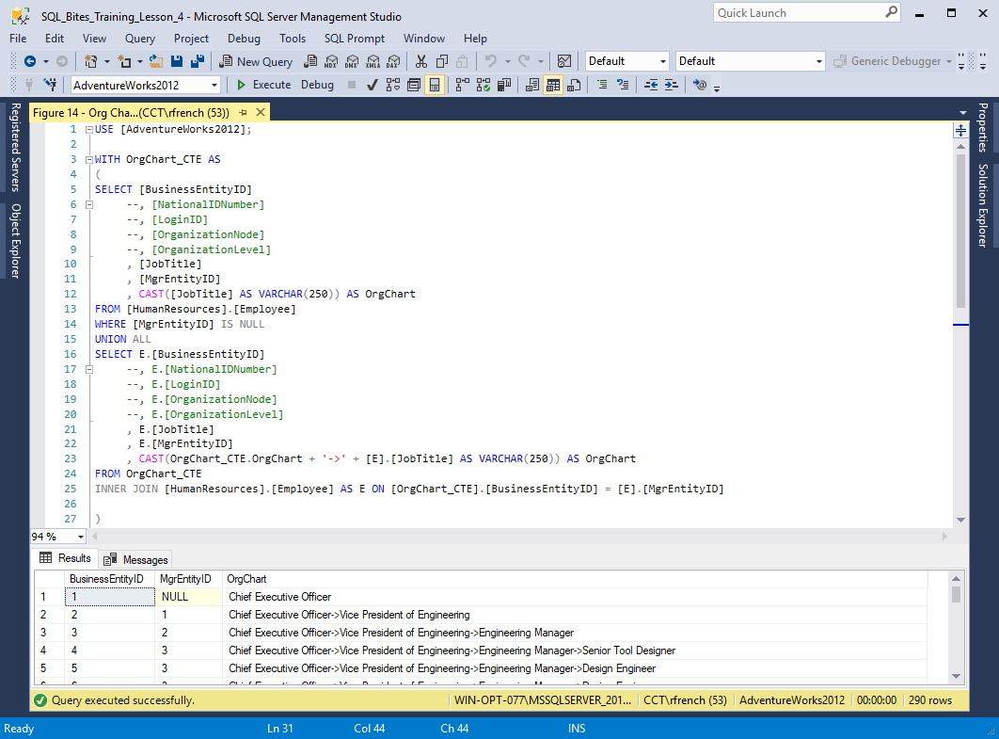 SQL_Bites_Training_Lesson_4 - Microsoft SQL Server Management Studio
Quick Launch
File Edit View Query Project Debug Tools SQL Prompt Window Help
New Query MDX DMX XMLA DAX Default Default Generic Debugger
AdventureWorks2012 Execute Debug
Registered Servers
Object Explorer
Properties
Solution Explorer
Figure 14 - Org Cha...(CCT\rfrench (53))
1 USE [AdventureWorks2012];
2
3 WITH OrgChart_CTE AS
4 (
5 SELECT [BusinessEntityID]
6 --, [NationalIDNumber]
7 --, [LoginID]
8 --, [OrganizationNode]
9 --, [OrganizationLevel]
10 , [JobTitle]
11 , [MgrEntityID]
12 , CAST([JobTitle] AS VARCHAR(250)) AS OrgChart
13 FROM [HumanResources].[Employee]
14 WHERE [MgrEntityID] IS NULL
15 UNION ALL
16 SELECT E.[BusinessEntityID]
17 --, E.[NationalIDNumber]
18 --, E.[LoginID]
19 --, E.[OrganizationNode]
20 --, E.[OrganizationLevel]
21 , E.[JobTitle]
22 , E.[MgrEntityID]
23 , CAST(OrgChart_CTE.OrgChart + '->' + [E].[JobTitle] AS VARCHAR(250)) AS OrgChart
24 FROM OrgChart_CTE
25 INNER JOIN [HumanResources].[Employee] AS E ON [OrgChart_CTE].[BusinessEntityID] = [E].[MgrEntityID]
26
27 )
94 %
Results Messages
BusinessEntityID MgrEntityID OrgChart
1 1 NULL Chief Executive Officer
2 2 1 Chief Executive Officer->Vice President of Engineering
3 3 2 Chief Executive Officer->Vice President of Engineering->Engineering Manager
4 4 3 Chief Executive Officer->Vice President of Engineering->Engineering Manager->Senior Tool Designer
5 5 3 Chief Executive Officer->Vice President of Engineering->Engineering Manager->Design Engineer
Query executed successfully. WIN-OPT-077\MSSQLSERVER_201... CCT\rfrench (53) AdventureWorks2012 00:00:00 290 rows
Ready Ln 31 Col 44 Ch 44 INS